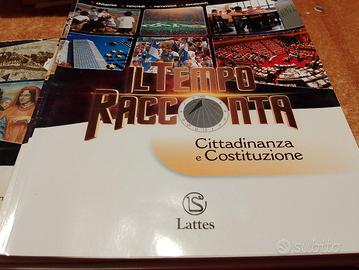 IL TEMPO
RACCONTA
Cittadinanza
e Costituzione
LS
Lattes
subito